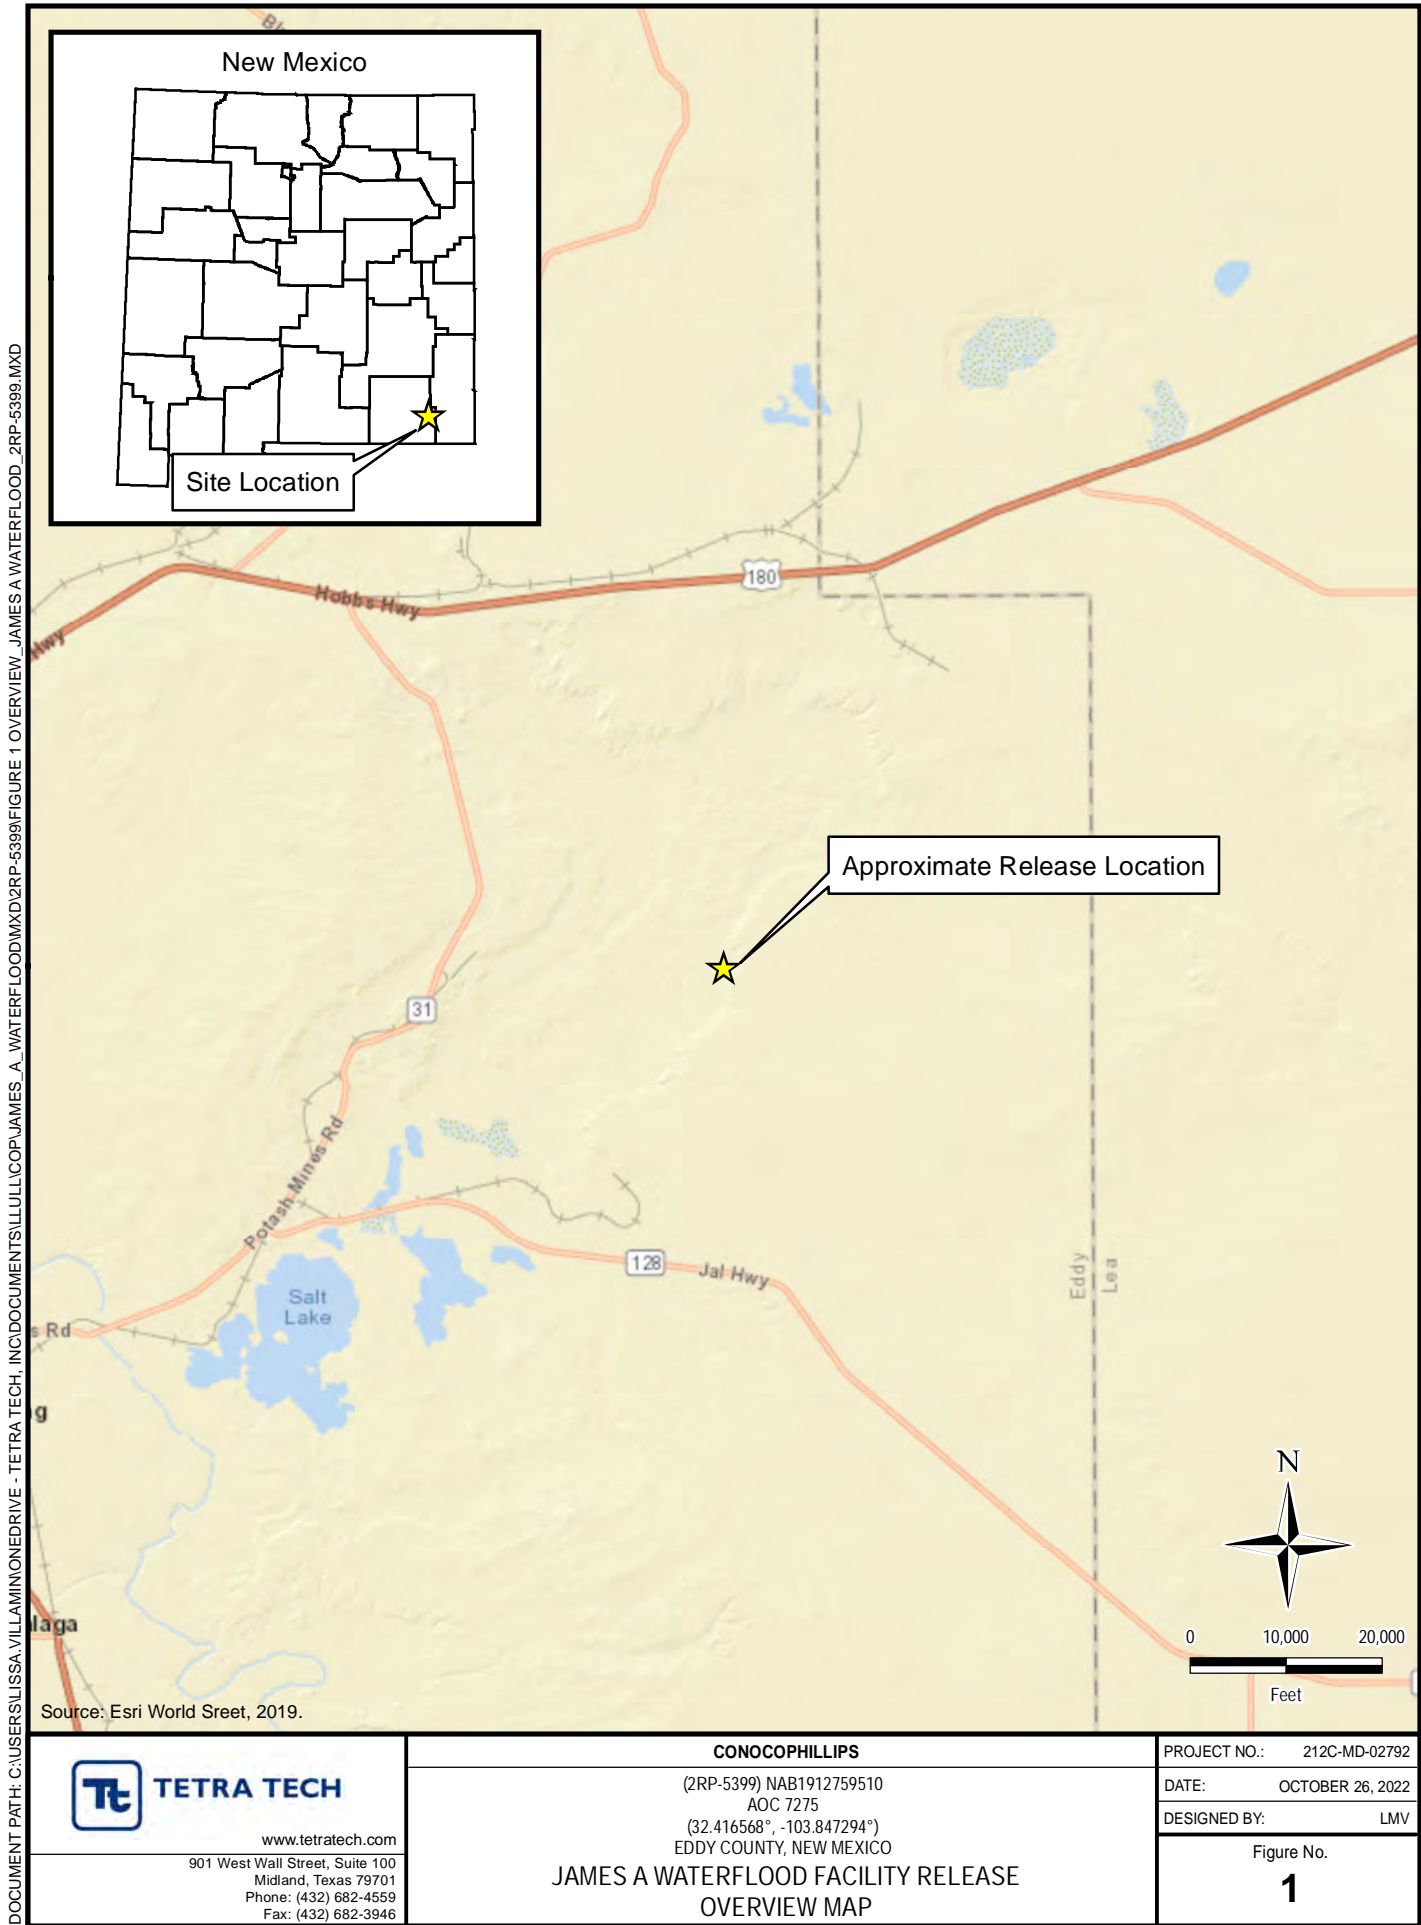 New Mexico
Site Location
Hobbs Hwy
180
Hwy
Approximate Release Location
31
Potash Mines Rd
128
Jal Hwy
Eddy
Lea
Salt
Lake
s Rd
N
0 10,000 20,000
Feet
Source: Esri World Sreet, 2019.
DOCUMENT PATH: C:\USERS\LISSA.VILLAMIN\ONEDRIVE - TETRA TECH, INC\DOCUMENTS\LLULL\COP\JAMES_A_WATERFLOOD\MXD\2RP-5399\FIGURE 1 OVERVIEW_JAMES A WATERFLOOD_2RP-5399.MXD
Tt TETRA TECH
www.tetratech.com
901 West Wall Street, Suite 100
Midland, Texas 79701
Phone: (432) 682-4559
Fax: (432) 682-3946
CONOCOPHILLIPS
(2RP-5399) NAB1912759510
AOC 7275
(32.416568°, -103.847294°)
EDDY COUNTY, NEW MEXICO
JAMES A WATERFLOOD FACILITY RELEASE
OVERVIEW MAP
PROJECT NO.: 212C-MD-02792
DATE: OCTOBER 26, 2022
DESIGNED BY: LMV
Figure No.
1